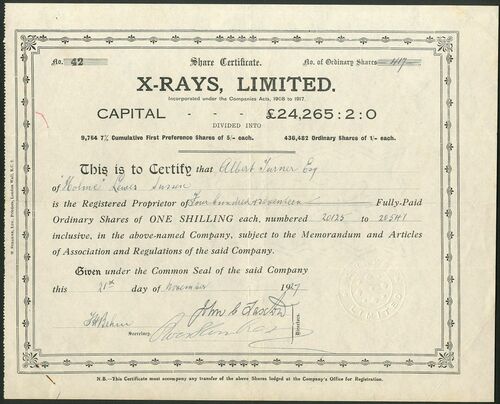 No. 42 Share Certificate. No. of Ordinary Shares 417
X-RAYS, LIMITED.
Incorporated under the Companies Acts, 1908 to 1917.
CAPITAL - - - £24,265:2:0
DIVIDED INTO
9,764 7% Cumulative First Preference Shares of 5/- each. 436,482 Ordinary Shares of 1/- each.
This is to Certify that Albert Turner Esq
of "Holme" Lewes Sussex
is the Registered Proprietor of Four hundred & seventeen Fully-Paid
Ordinary Shares of ONE SHILLING each, numbered 20125 to 20541
inclusive, in the above-named Company, subject to the Memorandum and Articles
of Association and Regulations of the said Company.
Given under the Common Seal of the said Company
this 21st day of November 1917
John C
Secretary.
Directors.
LIMITED
N.B.—This Certificate must accompany any transfer of the above Shares lodged at the Company's Office for Registration.